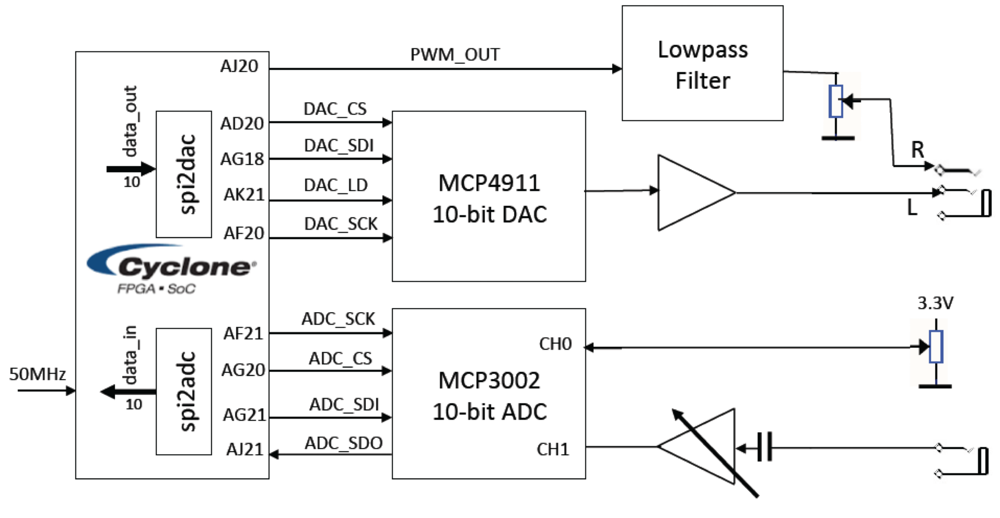 PWM_OUT
Lowpass
Filter
AJ20
data_out
10
spi2dac
DAC_CS
AD20
DAC_SDI
AG18
DAC_LD
AK21
DAC_SCK
AF20
MCP4911
10-bit DAC
R
L
Cyclone®
FPGA ▪ SoC
50MHz
data_in
10
spi2adc
ADC_SCK
AF21
ADC_CS
AG20
ADC_SDI
AG21
ADC_SDO
AJ21
CH0
MCP3002
10-bit ADC
CH1
3.3V